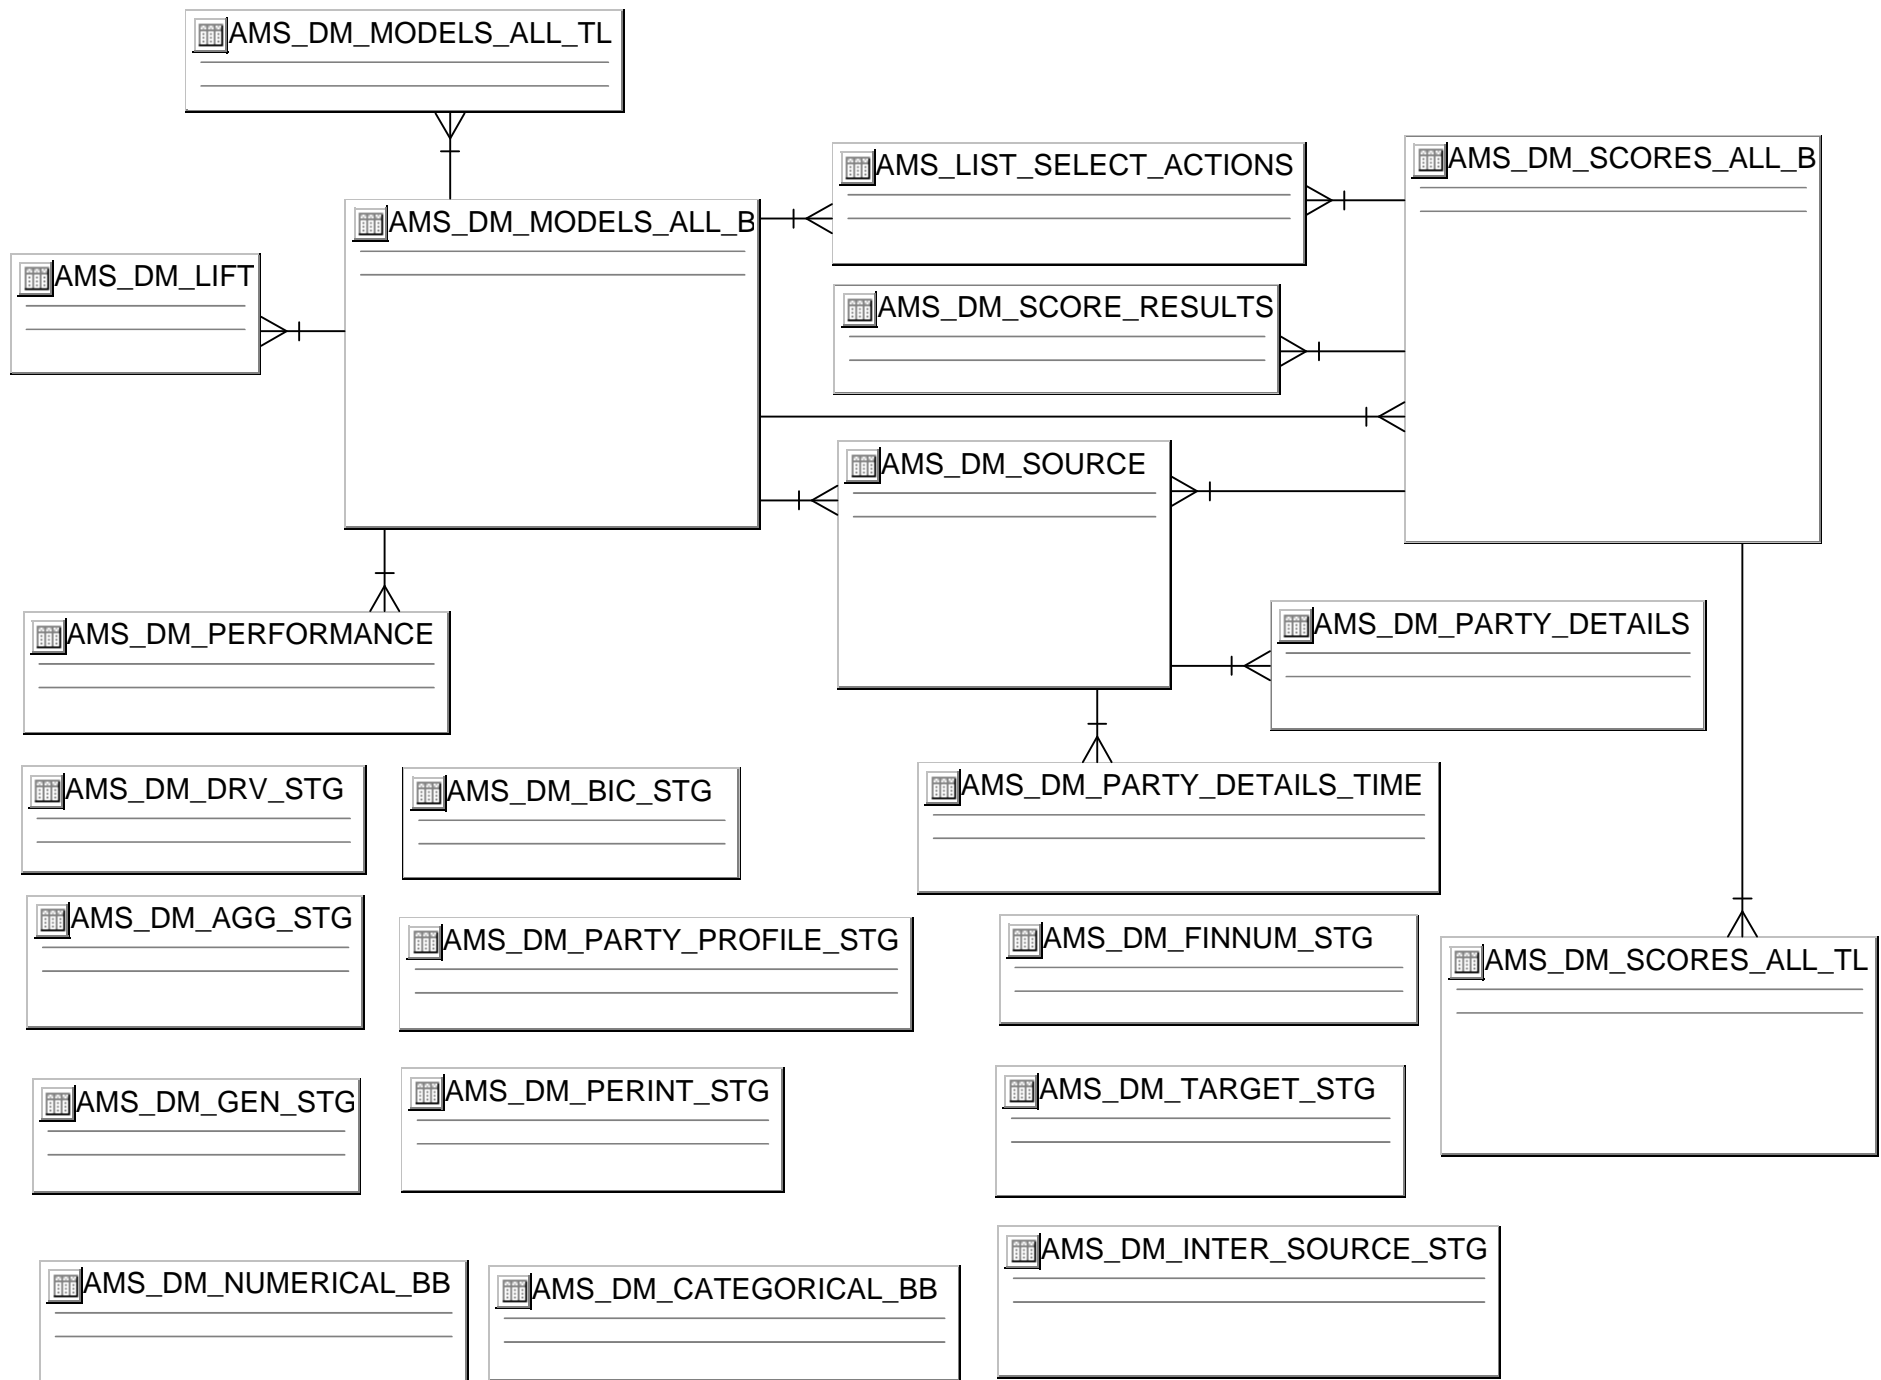 AMS_DM_MODELS_ALL_TL
AMS_LIST_SELECT_ACTIONS
AMS_DM_SCORES_ALL_B
AMS_DM_MODELS_ALL_B
AMS_DM_LIFT
AMS_DM_SCORE_RESULTS
AMS_DM_SOURCE
AMS_DM_PERFORMANCE
AMS_DM_PARTY_DETAILS
AMS_DM_DRV_STG
AMS_DM_BIC_STG
AMS_DM_PARTY_DETAILS_TIME
AMS_DM_AGG_STG
AMS_DM_PARTY_PROFILE_STG
AMS_DM_FINNUM_STG
AMS_DM_SCORES_ALL_TL
AMS_DM_GEN_STG
AMS_DM_PERINT_STG
AMS_DM_TARGET_STG
AMS_DM_INTER_SOURCE_STG
AMS_DM_NUMERICAL_BB
AMS_DM_CATEGORICAL_BB